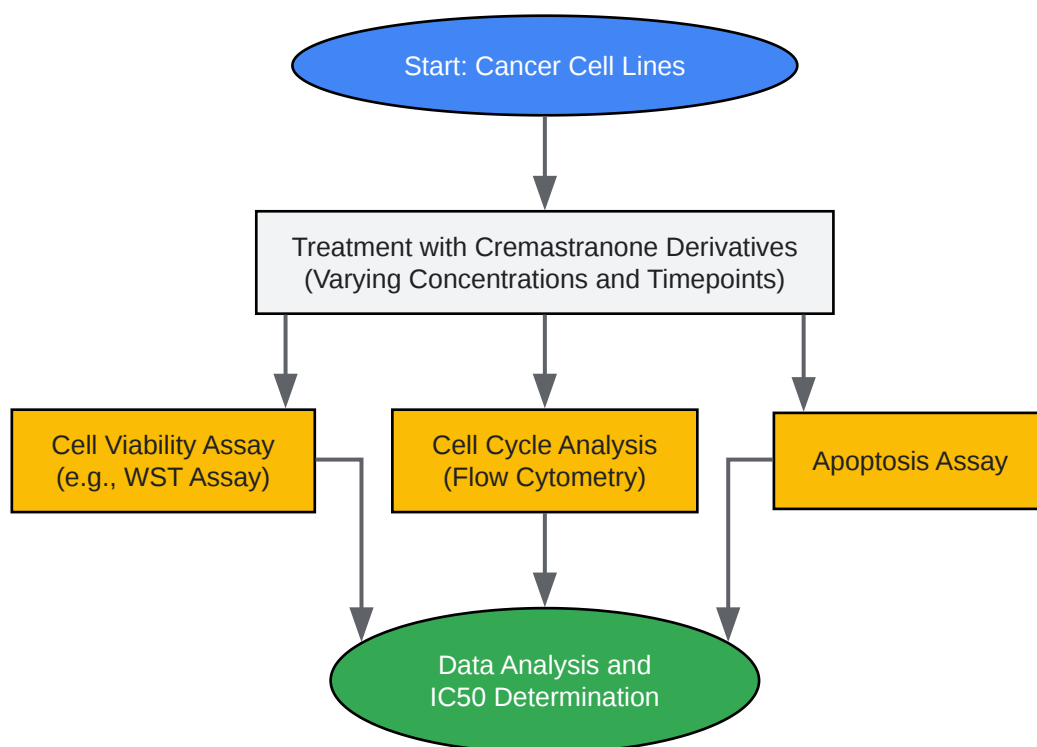 Start: Cancer Cell Lines
Treatment with Cremastranone Derivatives
(Varying Concentrations and Timepoints)
Cell Viability Assay
(e.g., WST Assay)
Cell Cycle Analysis
(Flow Cytometry)
Apoptosis Assay
Data Analysis and
IC50 Determination